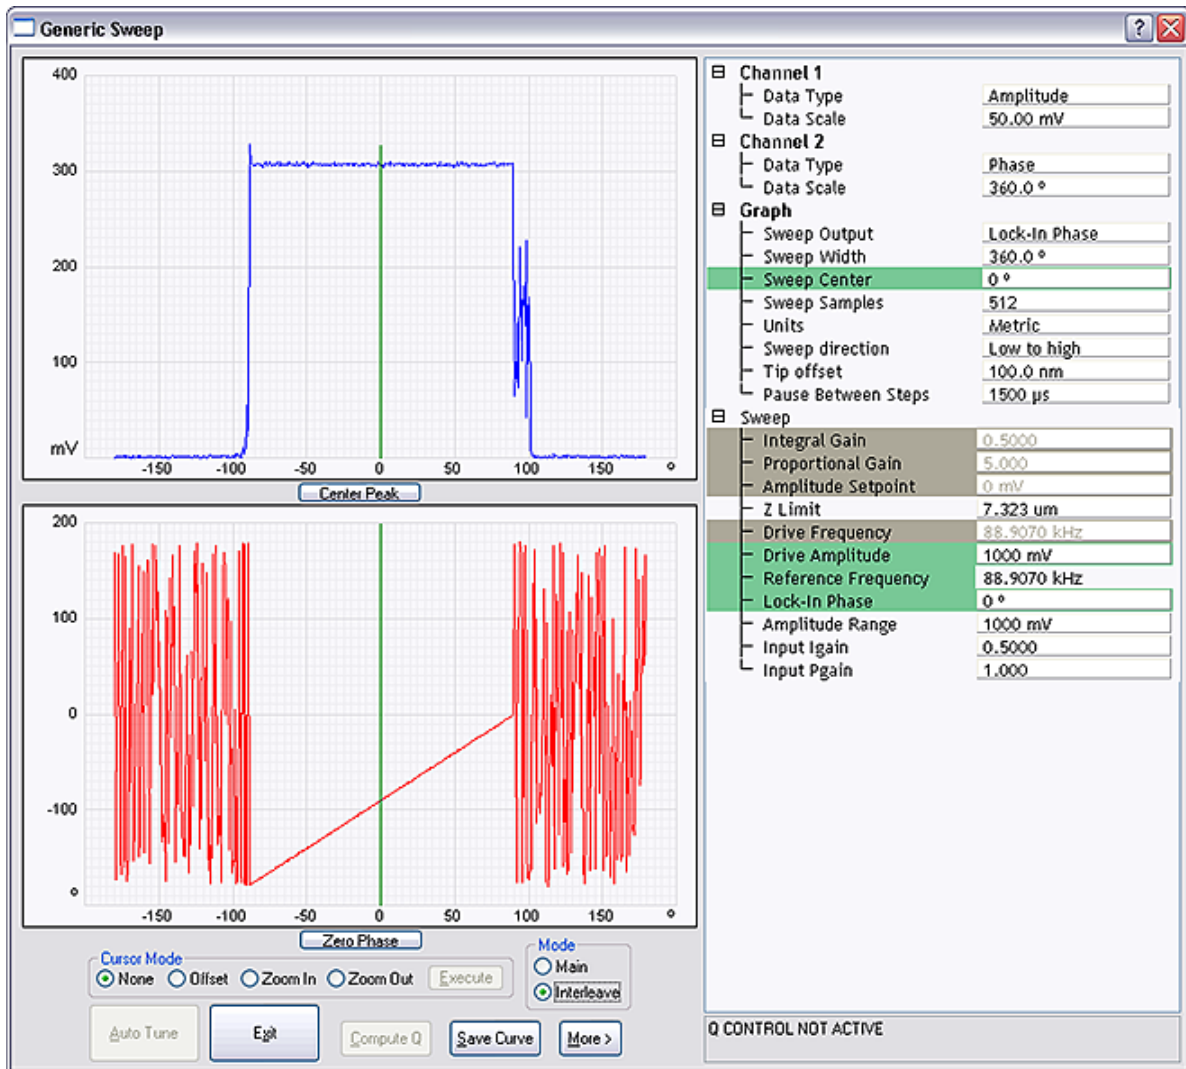 Generic Sweep
400
300
200
100
mV
-150 -100 -50 0 50 100 150 °
Center Peak
200
100
0
-100
°
-150 -100 -50 0 50 100 150 °
Zero Phase
Cursor Mode
None Offset Zoom In Zoom Out Execute
Mode
Main
Interleave
Auto Tune Exit Compute Q Save Curve More >
Channel 1
Data Type Amplitude
Data Scale 50.00 mV
Channel 2
Data Type Phase
Data Scale 360.0 °
Graph
Sweep Output Lock-In Phase
Sweep Width 360.0 °
Sweep Center 0 °
Sweep Samples 512
Units Metric
Sweep direction Low to high
Tip offset 100.0 nm
Pause Between Steps 1500 µs
Sweep
Integral Gain 0.5000
Proportional Gain 5.000
Amplitude Setpoint 0 mV
Z Limit 7.323 um
Drive Frequency 88.9070 kHz
Drive Amplitude 1000 mV
Reference Frequency 88.9070 kHz
Lock-In Phase 0 °
Amplitude Range 1000 mV
Input Igain 0.5000
Input Pgain 1.000
Q CONTROL NOT ACTIVE